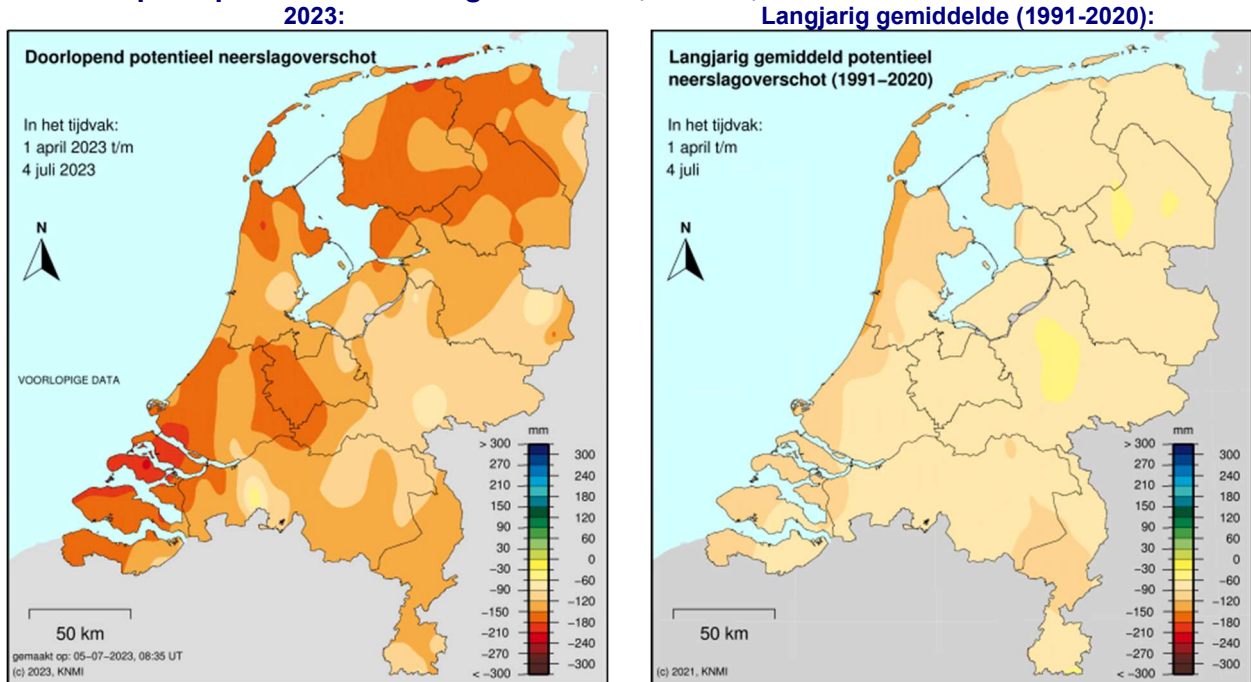 2023:
Langjarig gemiddelde (1991-2020):
Doorlopend potentieel neerslagoverschot
In het tijdvak:
1 april 2023 t/m
4 juli 2023
N
VOORLOPIGE DATA
50 km
gemaakt op: 05-07-2023, 08:35 UT
(c) 2023, KNMI
mm
> 300
300
270
240
210
180
150
120
90
60
30
0
-30
-60
-90
-120
-150
-180
-210
-240
-270
-300
< -300
Langjarig gemiddeld potentieel
neerslagoverschot (1991-2020)
In het tijdvak:
1 april t/m
4 juli
N
50 km
(c) 2021, KNMI
mm
> 300
300
270
240
210
180
150
120
90
60
30
0
-30
-60
-90
-120
-150
-180
-210
-240
-270
-300
< -300